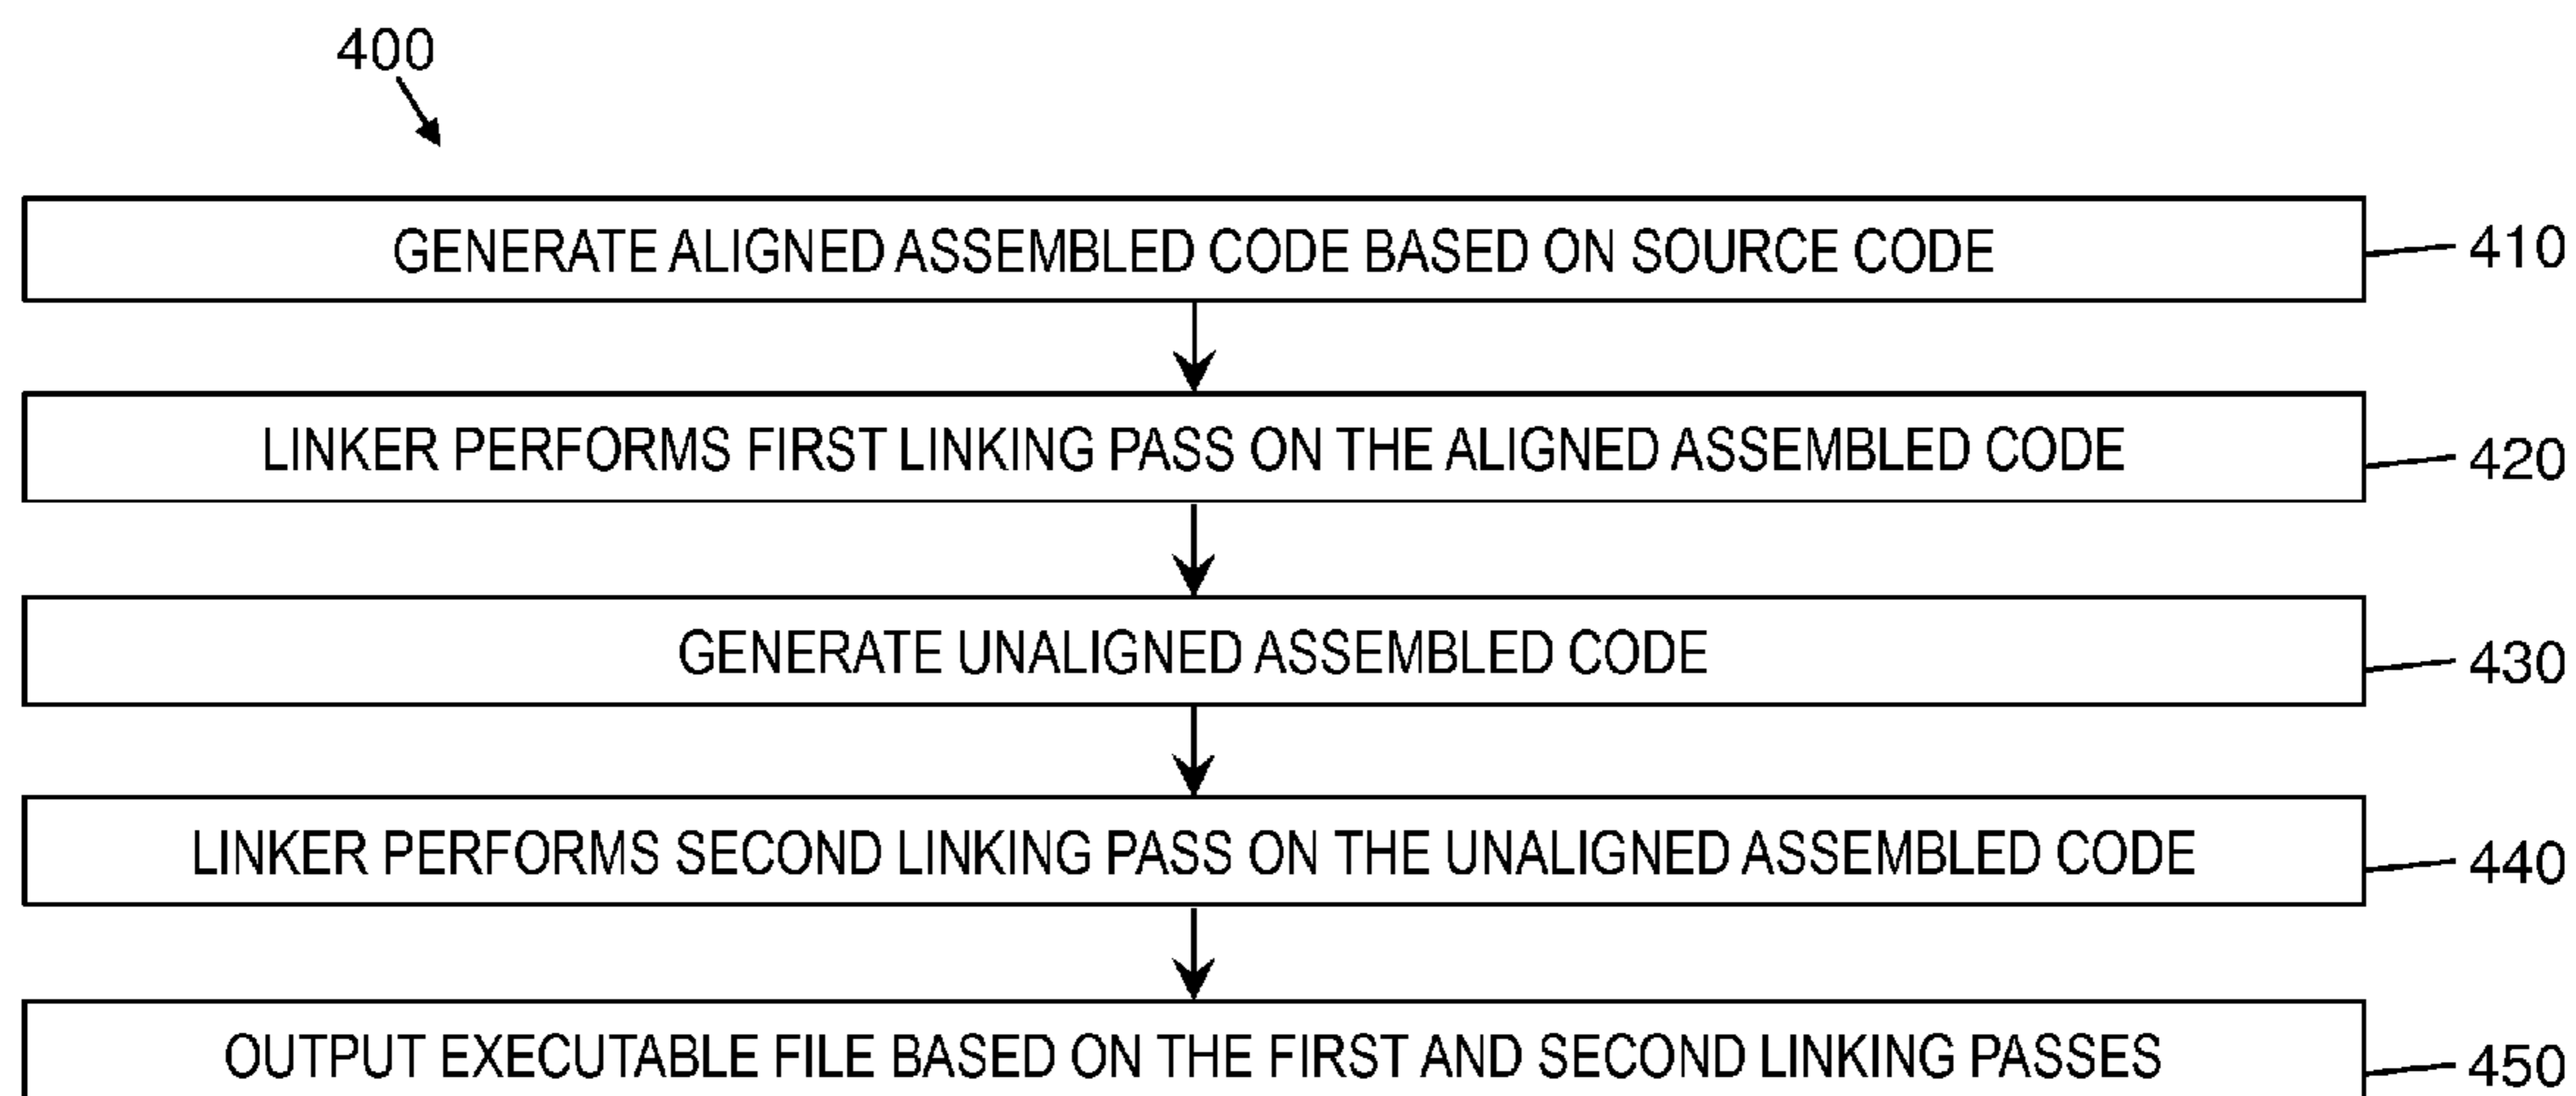 400
GENERATE ALIGNED ASSEMBLED CODE BASED ON SOURCE CODE
410
LINKER PERFORMS FIRST LINKING PASS ON THE ALIGNED ASSEMBLED CODE
420
GENERATE UNALIGNED ASSEMBLED CODE
430
LINKER PERFORMS SECOND LINKING PASS ON THE UNALIGNED ASSEMBLED CODE
440
OUTPUT EXECUTABLE FILE BASED ON THE FIRST AND SECOND LINKING PASSES
450